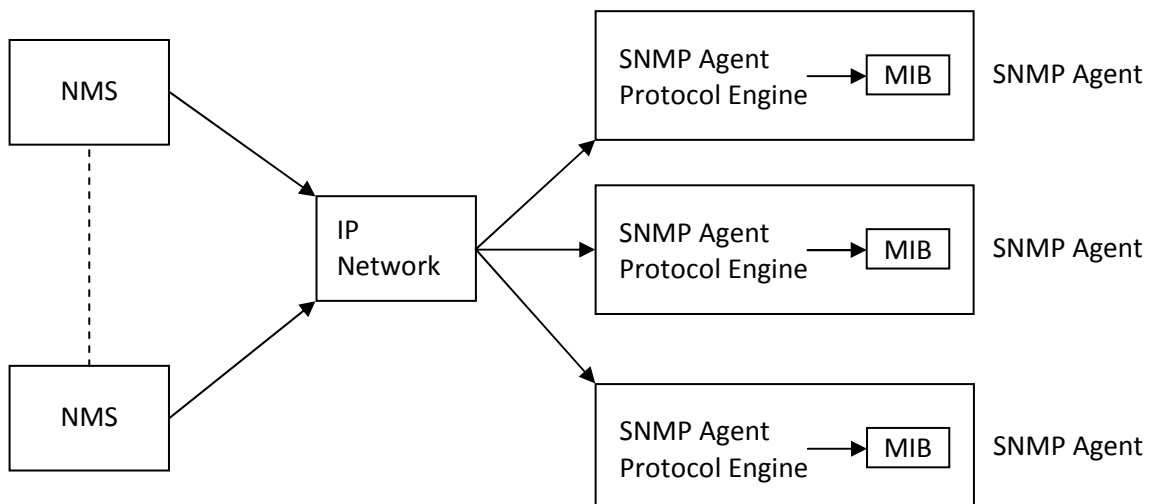 NMS
IP
Network
NMS
SNMP Agent
Protocol Engine
MIB
SNMP Agent
SNMP Agent
Protocol Engine
MIB
SNMP Agent
SNMP Agent
Protocol Engine
MIB
SNMP Agent